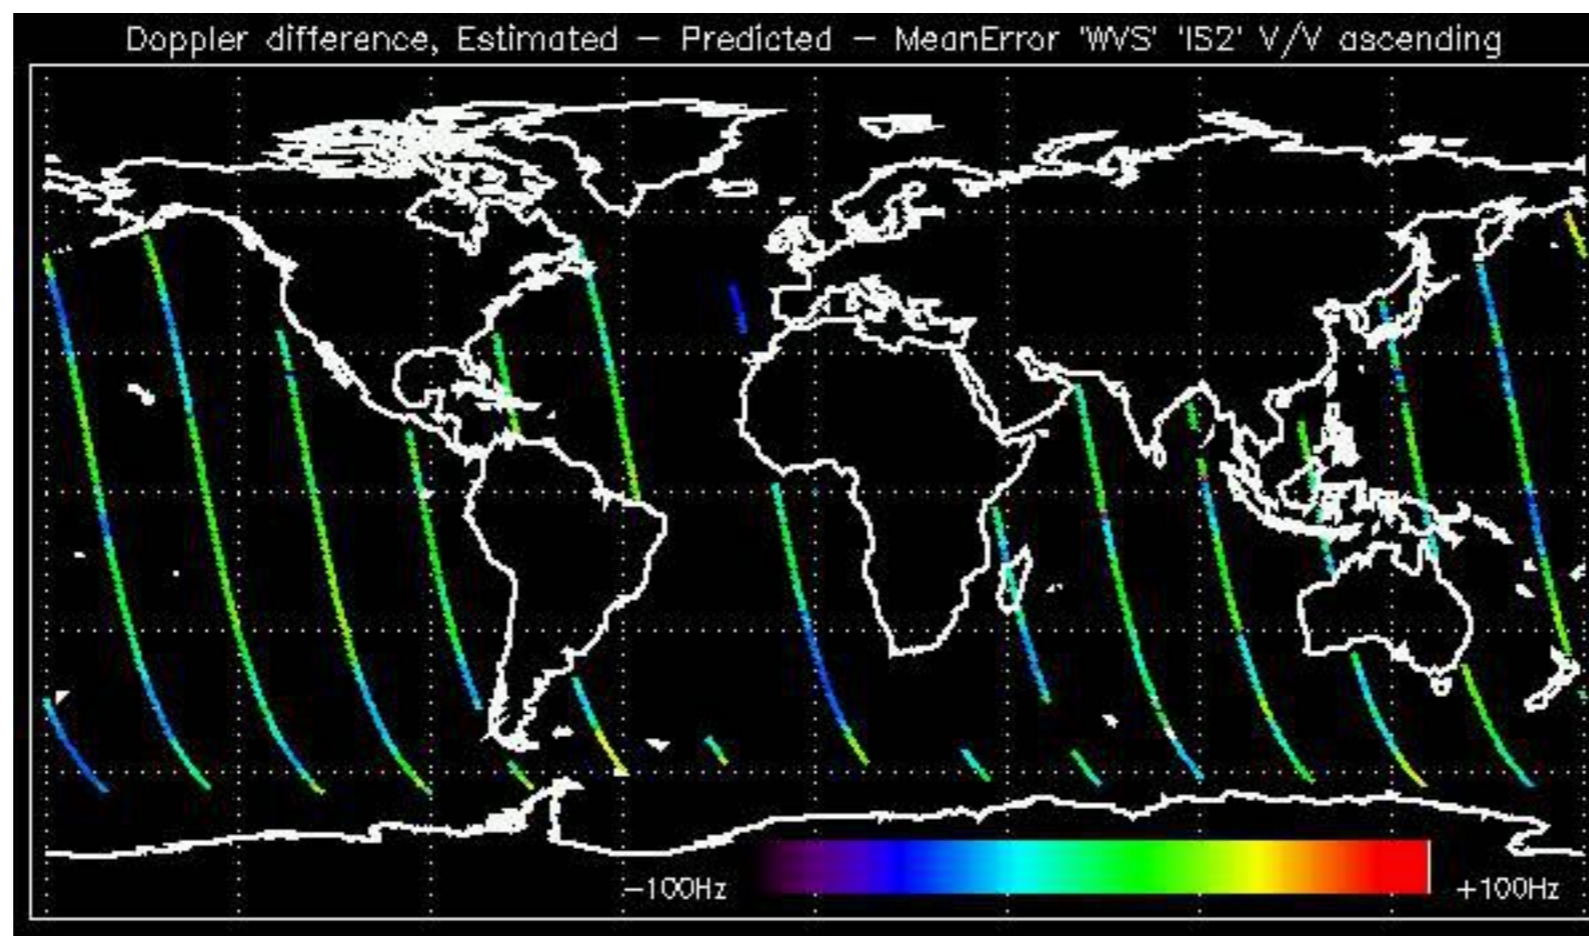 Doppler difference, Estimated – Predicted – MeanError 'WVS' 'IS2' V/V ascending
–100Hz
+100Hz